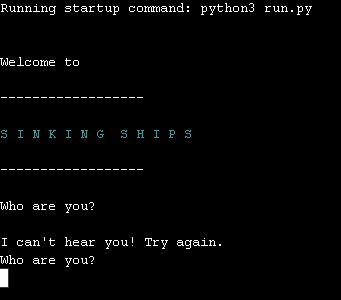 Running startup command: python3 run.py
Welcome to
------------------
S I N K I N G  S H I P S
------------------
Who are you?
I can't hear you! Try again.
Who are you?